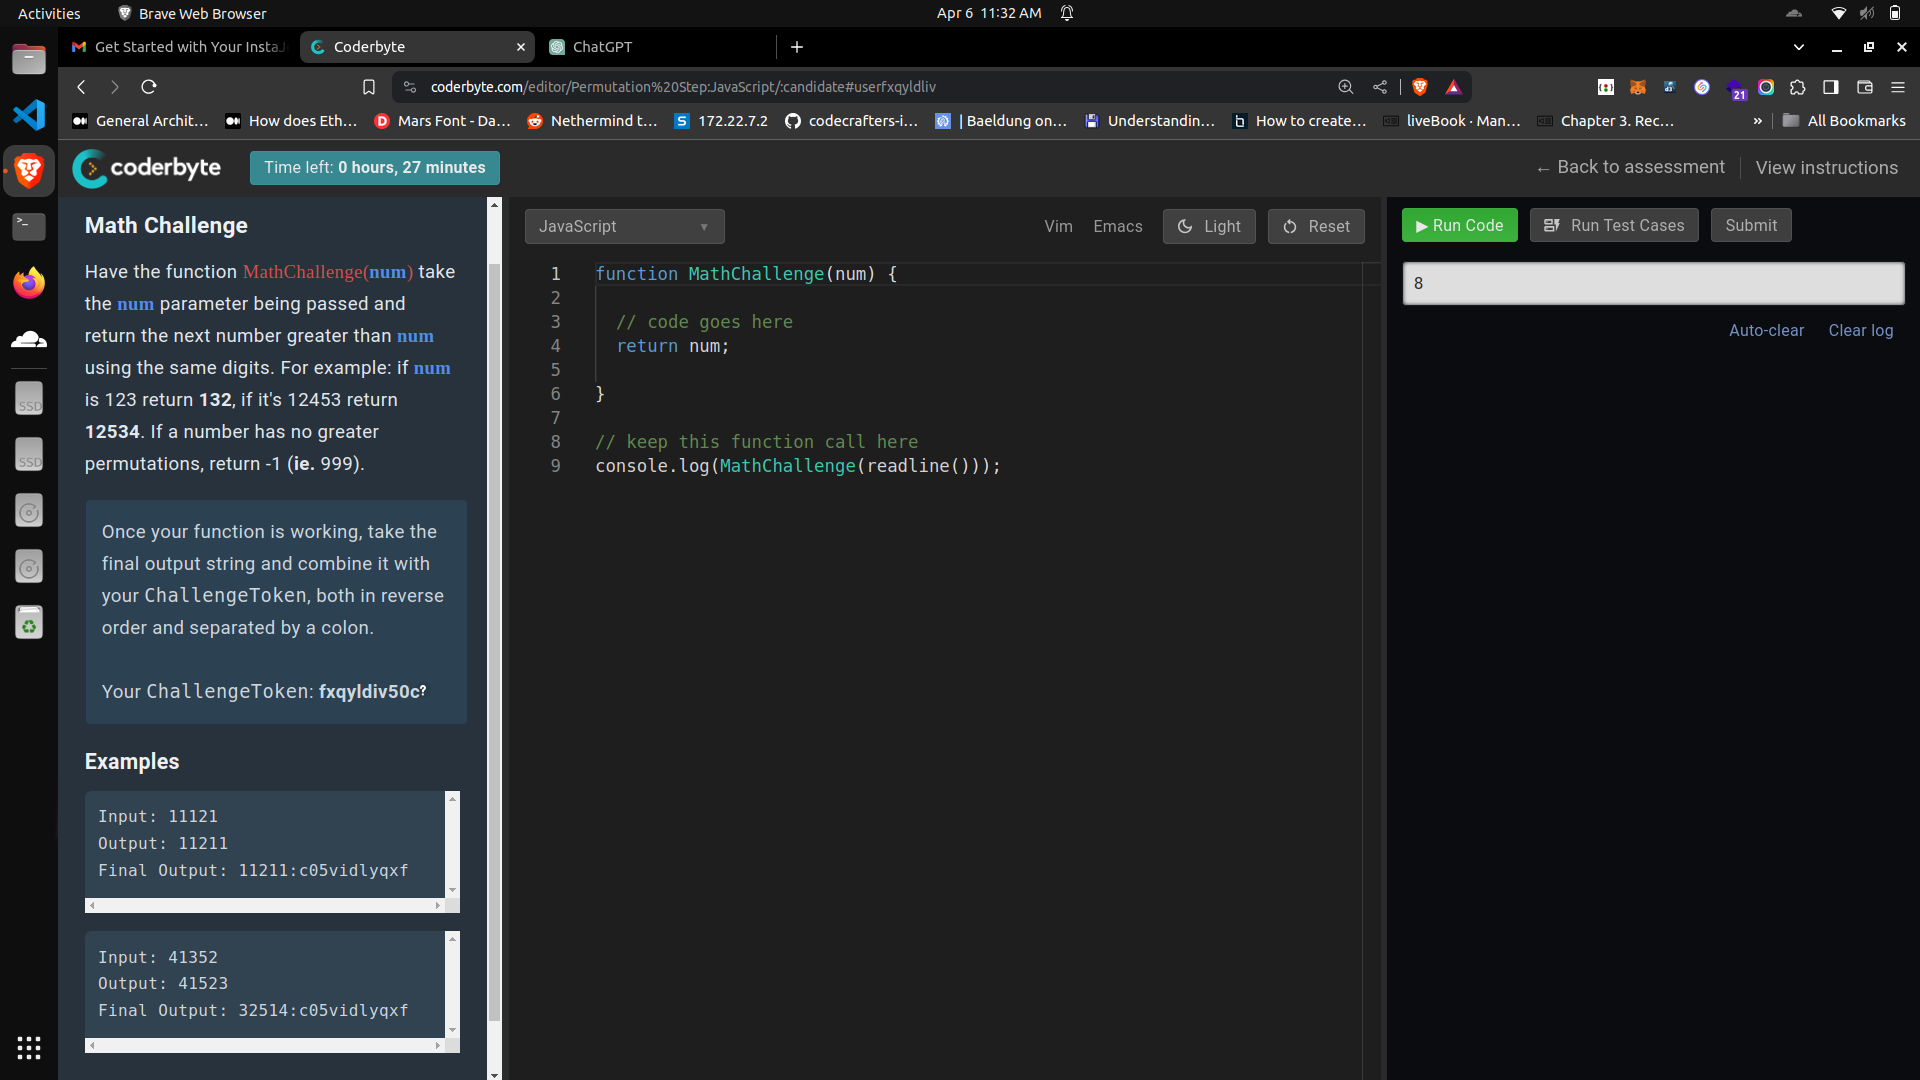 Activities
Brave Web Browser
Apr 6 11:32 AM
Get Started with Your Insta
Coderbyte
ChatGPT
coderbyte.com/editor/Permutation%20Step:JavaScript/:candidate#userfxqyldliv
21
General Archit…
How does Eth…
Mars Font - Da…
Nethermind t…
172.22.7.2
codecrafters-i…
| Baeldung on…
Understandin…
How to create…
liveBook · Man…
Chapter 3. Rec…
»
All Bookmarks
coderbyte
Time left: 0 hours, 27 minutes
← Back to assessment
View instructions
Math Challenge
Have the function MathChallenge(num) take
the num parameter being passed and
return the next number greater than num
using the same digits. For example: if num
is 123 return 132, if it's 12453 return
12534. If a number has no greater
permutations, return -1 (ie. 999).
Once your function is working, take the
final output string and combine it with
your ChallengeToken, both in reverse
order and separated by a colon.
Your ChallengeToken: fxqyldiv50c?
Examples
Input: 11121
Output: 11211
Final Output: 11211:c05vidlyqxf
Input: 41352
Output: 41523
Final Output: 32514:c05vidlyqxf
JavaScript
Vim
Emacs
Light
Reset
1 function MathChallenge(num) {
2
3 // code goes here
4 return num;
5
6 }
7
8 // keep this function call here
9 console.log(MathChallenge(readline()));
Run Code
Run Test Cases
Submit
8
Auto-clear
Clear log
SSD
SSD